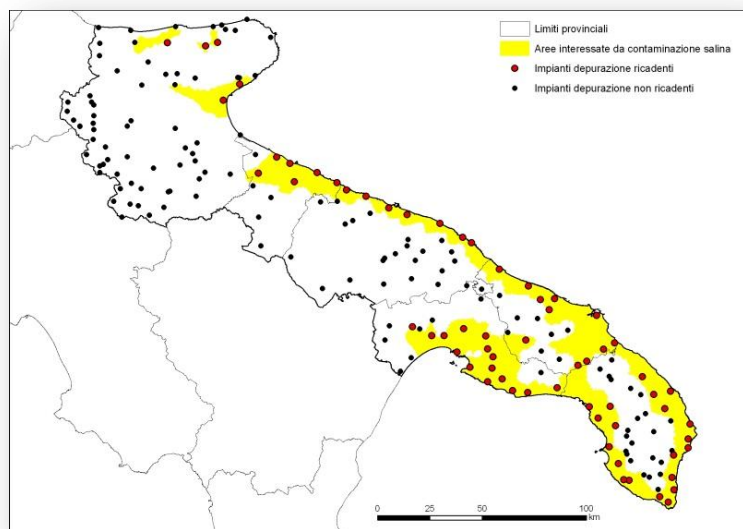 Limiti provinciali
Aree interessate da contaminazione salina
Impianti depurazione ricadenti
Impianti depurazione non ricadenti
0 25 50 100
km